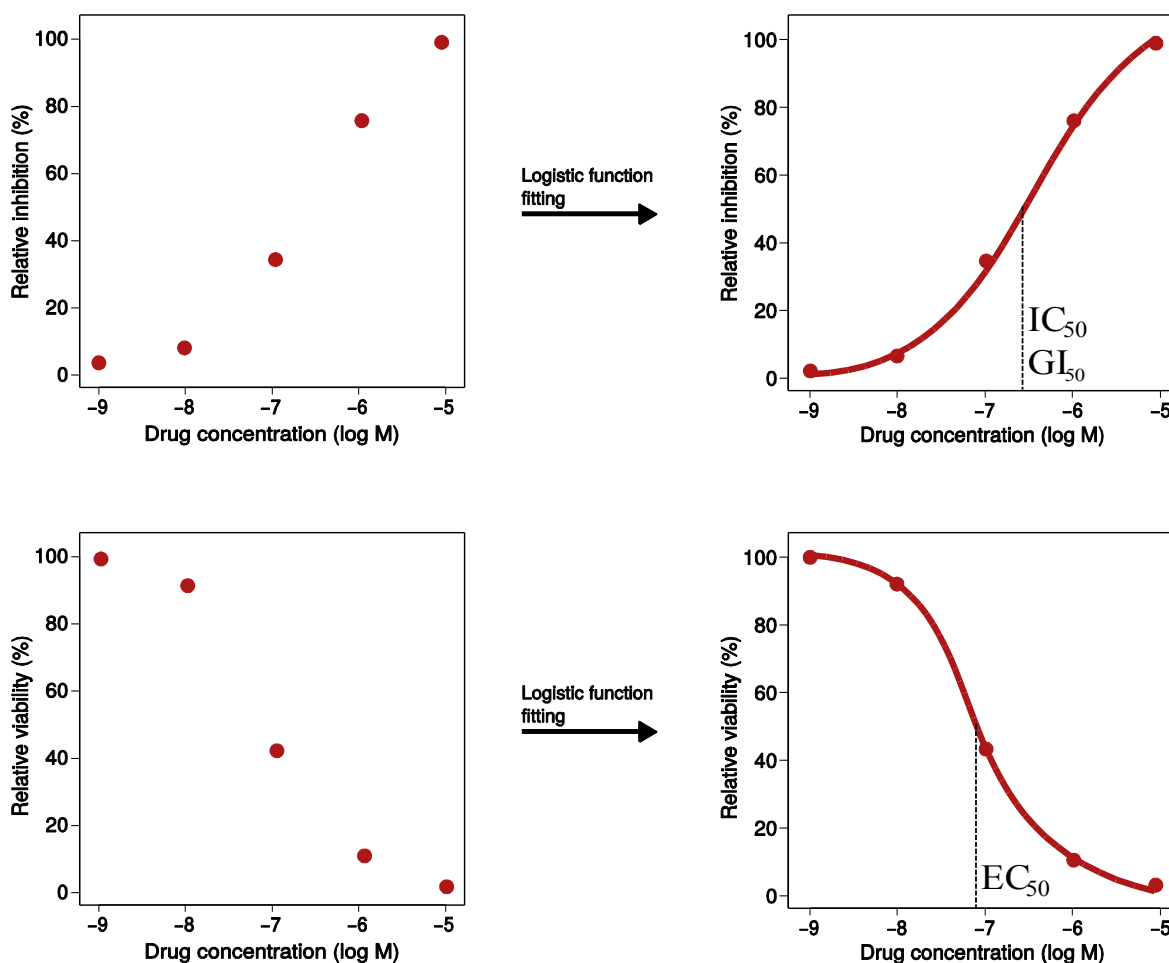 100
80
60
40
20
0
Relative inhibition (%)
−9 −8 −7 −6 −5
Drug concentration (log M)
Logistic function
fitting
100
80
60
40
20
0
Relative inhibition (%)
IC50
GI50
−9 −8 −7 −6 −5
Drug concentration (log M)
100
80
60
40
20
0
Relative viability (%)
−9 −8 −7 −6 −5
Drug concentration (log M)
Logistic function
fitting
100
80
60
40
20
0
Relative viability (%)
EC50
−9 −8 −7 −6 −5
Drug concentration (log M)